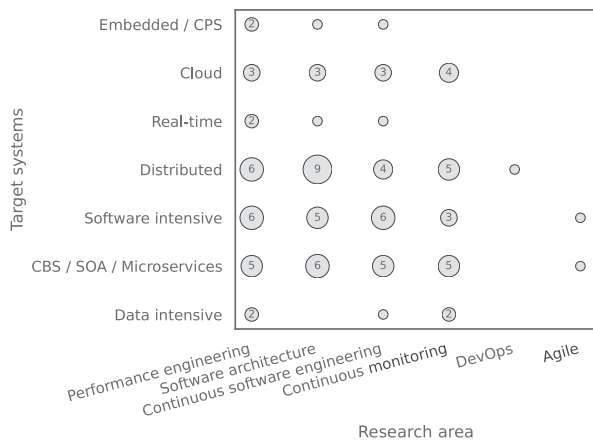 Target systems
Embedded / CPS 2
Cloud 3 3 3 4
Real-time 2
Distributed 6 9 4 5
Software intensive 6 5 6 3
CBS / SOA / Microservices 5 6 5 5
Data intensive 2 2
Performance engineering
Software architecture
Continuous software engineering
Continuous monitoring
DevOps
Agile
Research area